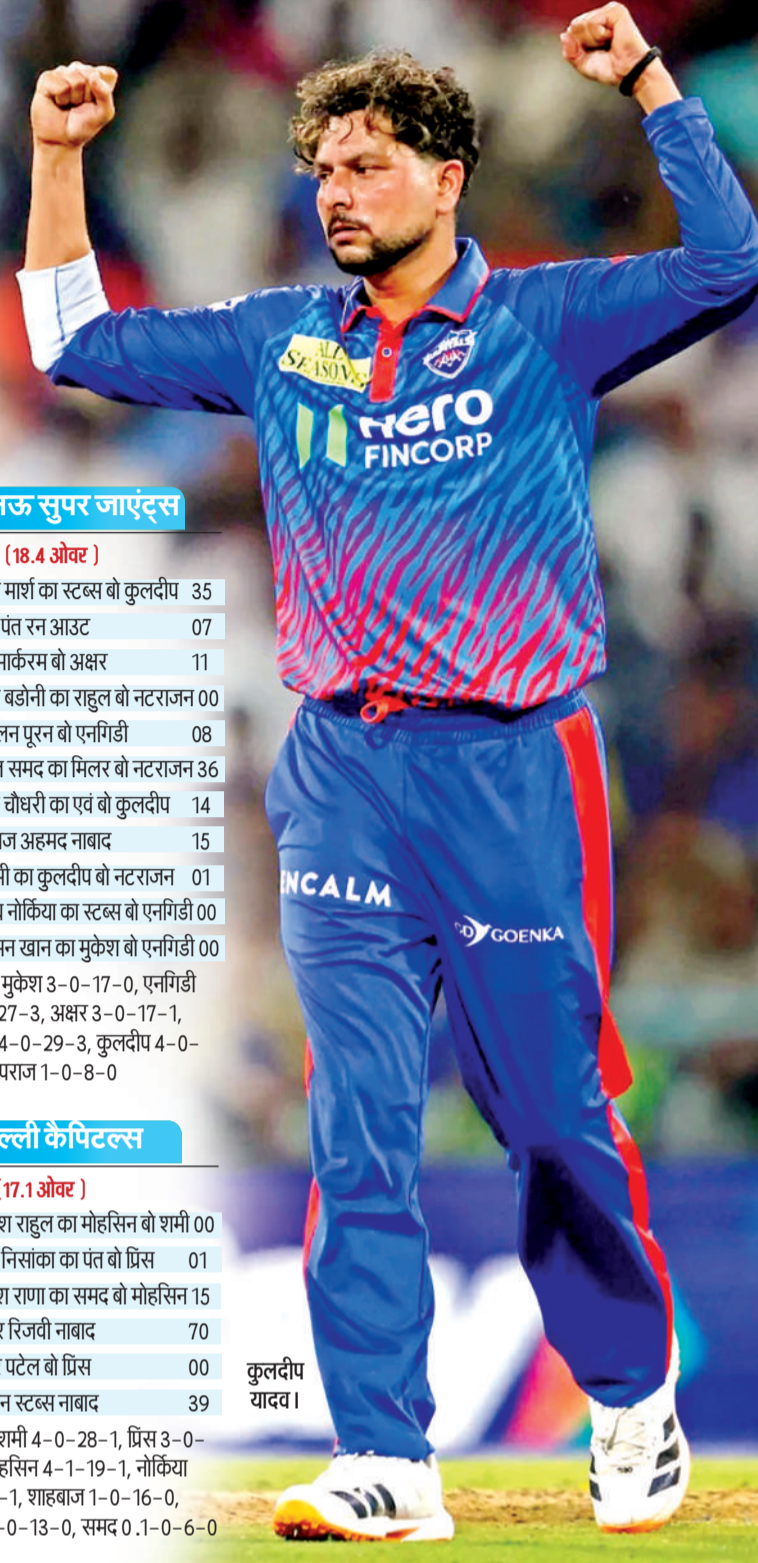 ALL
SEASONS
Hero
FINCORP
ENCALM
GOENKA
सुपर जाएंट्स
(18.4 ओवर)
मार्श का स्टब्स बो कुलदीप 35
पंत रन आउट 07
मार्करम बो अक्षर 11
बडोनी का राहुल बो नटराजन 00
पूरन बो एनगिडी 08
समद का मिलर बो नटराजन 36
चौधरी का एवं बो कुलदीप 14
अहमद नाबाद 15
का कुलदीप बो नटराजन 01
नोर्किया का स्टब्स बो एनगिडी 00
खान का मुकेश बो एनगिडी 00
मुकेश 3-0-17-0, एनगिडी
27-3, अक्षर 3-0-17-1,
4-0-29-3, कुलदीप 4-0-
पराज 1-0-8-0
ल्ली कैपिटल्स
17.1 ओवर)
राहुल का मोहसिन बो शमी 00
निसांका का पंत बो प्रिंस 01
राणा का समद बो मोहसिन 15
रिजवी नाबाद 70
पटेल बो प्रिंस 00
स्टब्स नाबाद 39
शमी 4-0-28-1, प्रिंस 3-0-
हसिन 4-1-19-1, नोर्किया
-1, शाहबाज 1-0-16-0,
-0-13-0, समद 0.1-0-6-0
कुलदीप
यादव।